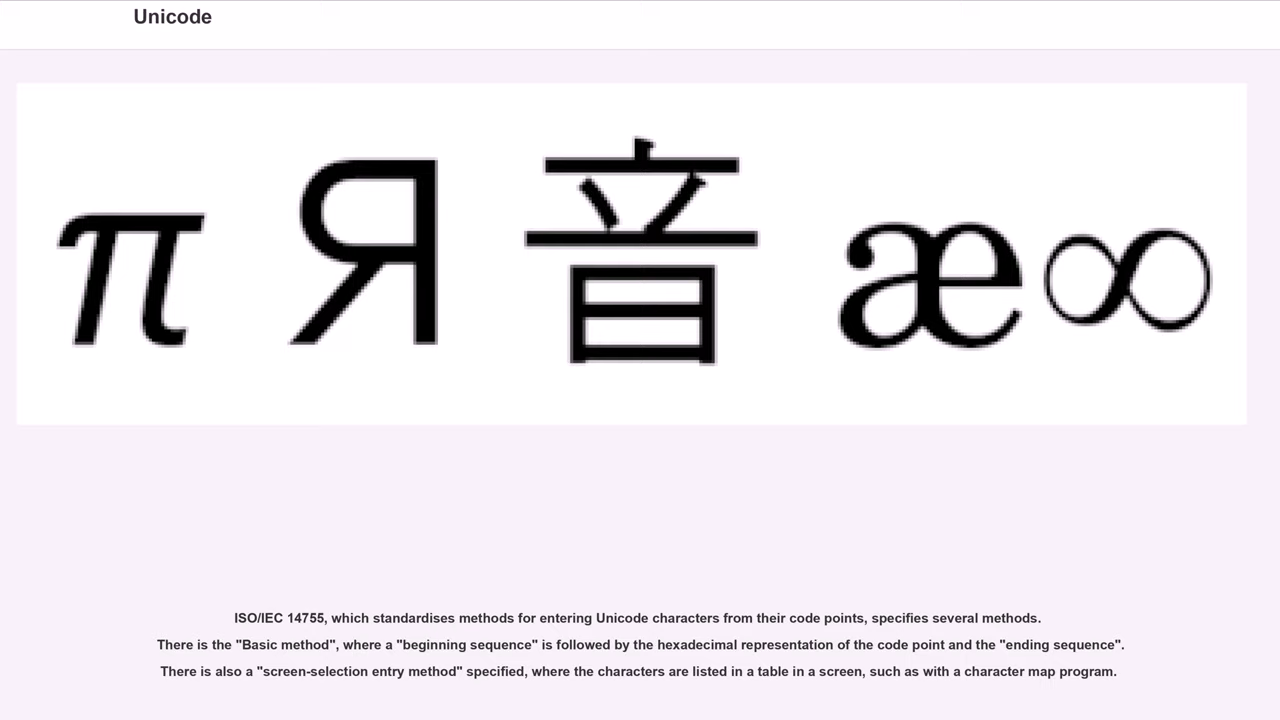 Unicode
π Я 音 æ∞
ISO/IEC 14755, which standardises methods for entering Unicode characters from their code points, specifies several methods.
There is the "Basic method", where a "beginning sequence" is followed by the hexadecimal representation of the code point and the "ending sequence".
There is also a "screen-selection entry method" specified, where the characters are listed in a table in a screen, such as with a character map program.